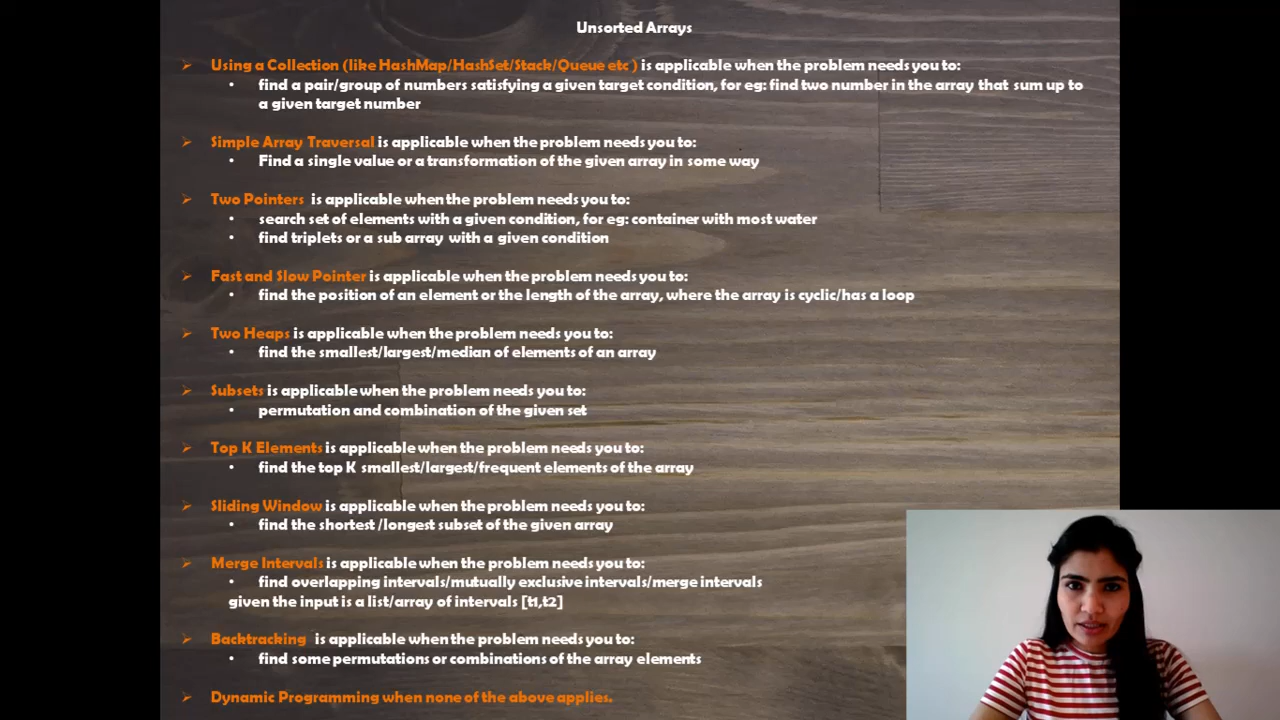 Unsorted Arrays
Using a Collection (like HashMap/HashSet/Stack/Queue etc ) is applicable when the problem needs you to:
• find a pair/group of numbers satisfying a given target condition, for eg: find two number in the array that sum up to
a given target number
Simple Array Traversal is applicable when the problem needs you to:
• Find a single value or a transformation of the given array in some way
Two Pointers is applicable when the problem needs you to:
• search set of elements with a given condition, for eg: container with most water
• find triplets or a sub array with a given condition
Fast and Slow Pointer is applicable when the problem needs you to:
• find the position of an element or the length of the array, where the array is cyclic/has a loop
Two Heaps is applicable when the problem needs you to:
• find the smallest/largest/median of elements of an array
Subsets is applicable when the problem needs you to:
• permutation and combination of the given set
Top K Elements is applicable when the problem needs you to:
• find the top K smallest/largest/frequent elements of the array
Sliding Window is applicable when the problem needs you to:
• find the shortest /longest subset of the given array
Merge Intervals is applicable when the problem needs you to:
• find overlapping intervals/mutually exclusive intervals/merge intervals
given the input is a list/array of intervals [t1,t2]
Backtracking is applicable when the problem needs you to:
• find some permutations or combinations of the array elements
Dynamic Programming when none of the above applies.